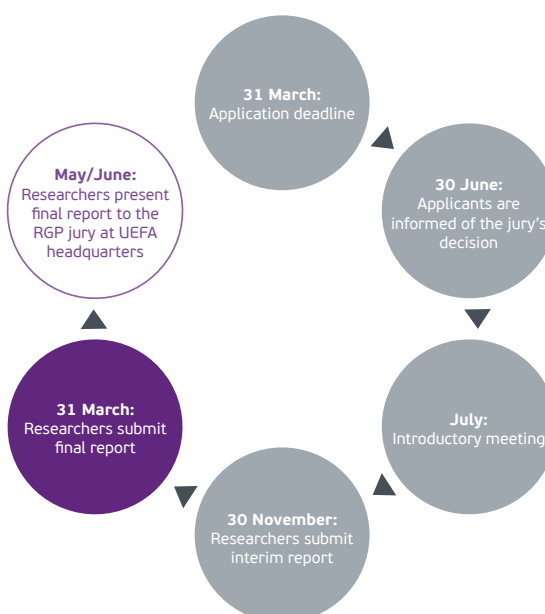 31 March:
Application deadline
30 June:
Applicants are
informed of the jury's
decision
July:
Introductory meeting
30 November:
Researchers submit
interim report
31 March:
Researchers submit
final report
May/June:
Researchers present
final report to the
RGP jury at UEFA
headquarters